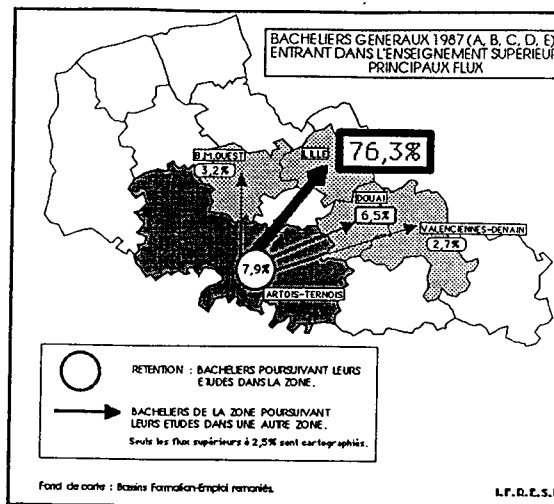 BACHELIERS GENERAUX 1987 (A, B, C, D, E)
ENTRANT DANS L'ENSEIGNEMENT SUPÉRIEUR
PRINCIPAUX FLUX
B.M.OUEST
3,2%
LILLE
76,3%
DOUAI
6,5%
VALENCIENNES-DENAIN
2,7%
7,9%
ARTOIS-TERNOIS
RETENTION : BACHELIERS POURSUIVANT LEURS
ETUDES DANS LA ZONE.
BACHELIERS DE LA ZONE POURSUIVANT
LEURS ETUDES DANS UNE AUTRE ZONE.
Seuls les flux supérieurs à 2,5% sont cartographiés.
Fond de carte : Bassins Formation-Emploi remaniés.
I.F.R.E.S.